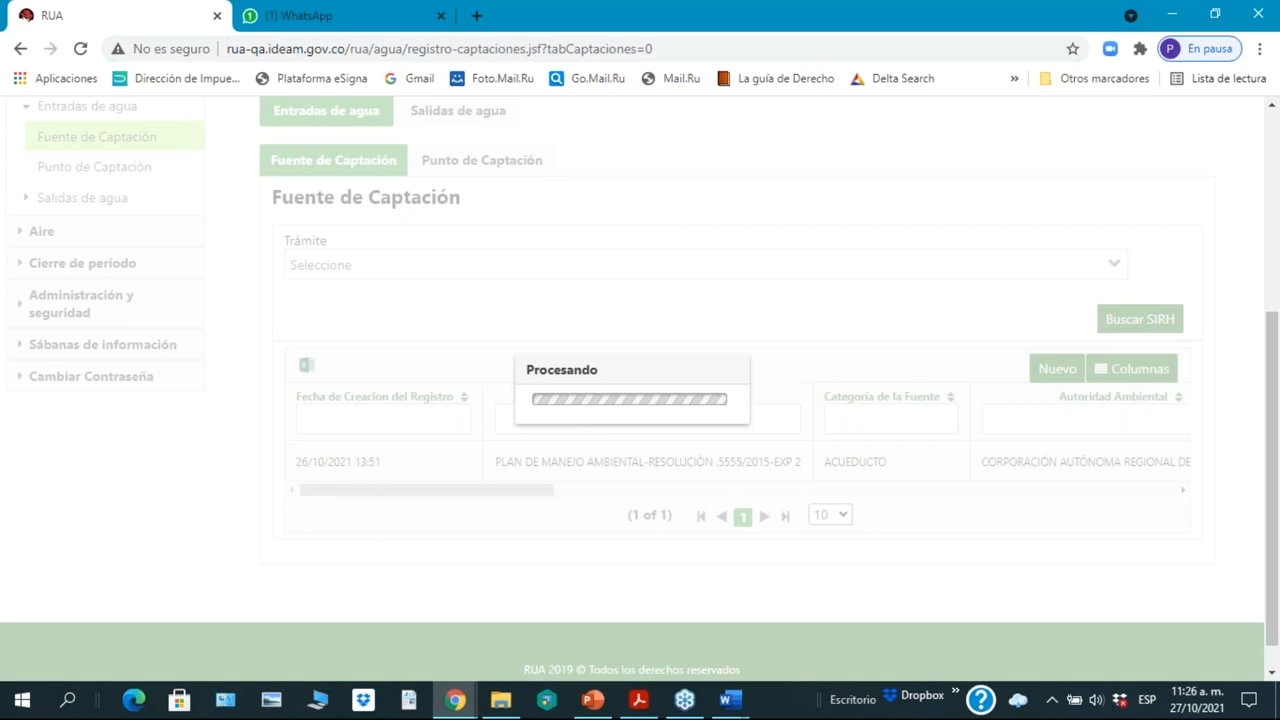 RUA
(1) WhatsApp
No es seguro
rua-qa.ideam.gov.co/rua/agua/registro-captaciones.jsf?tabCaptaciones=0
P En pausa
Aplicaciones
Dirección de Impue...
Plataforma eSigna
Gmail
Foto.Mail.Ru
Go.Mail.Ru
Mail.Ru
La guía de Derecho
Delta Search
»
Otros marcadores
Lista de lectura
Entradas de agua
Fuente de Captación
Punto de Captación
Salidas de agua
Aire
Cierre de período
Administración y
seguridad
Sábanas de información
Cambiar Contraseña
Entradas de agua
Salidas de agua
Fuente de Captación
Punto de Captación
Fuente de Captación
Trámite
Seleccione
Buscar SIRH
Procesando
Nuevo
Columnas
Fecha de Creacion del Registro
Categoría de la Fuente
Autoridad Ambiental
26/10/2021 13:51
PLAN DE MANEJO AMBIENTAL-RESOLUCIÓN .5555/2015-EXP 2
ACUEDUCTO
CORPORACIÓN AUTÓNOMA REGIONAL DE
(1 of 1)
1
10
RUA 2019 © Todos los derechos reservados
Escritorio
Dropbox
»
ESP
11:26 a. m.
27/10/2021